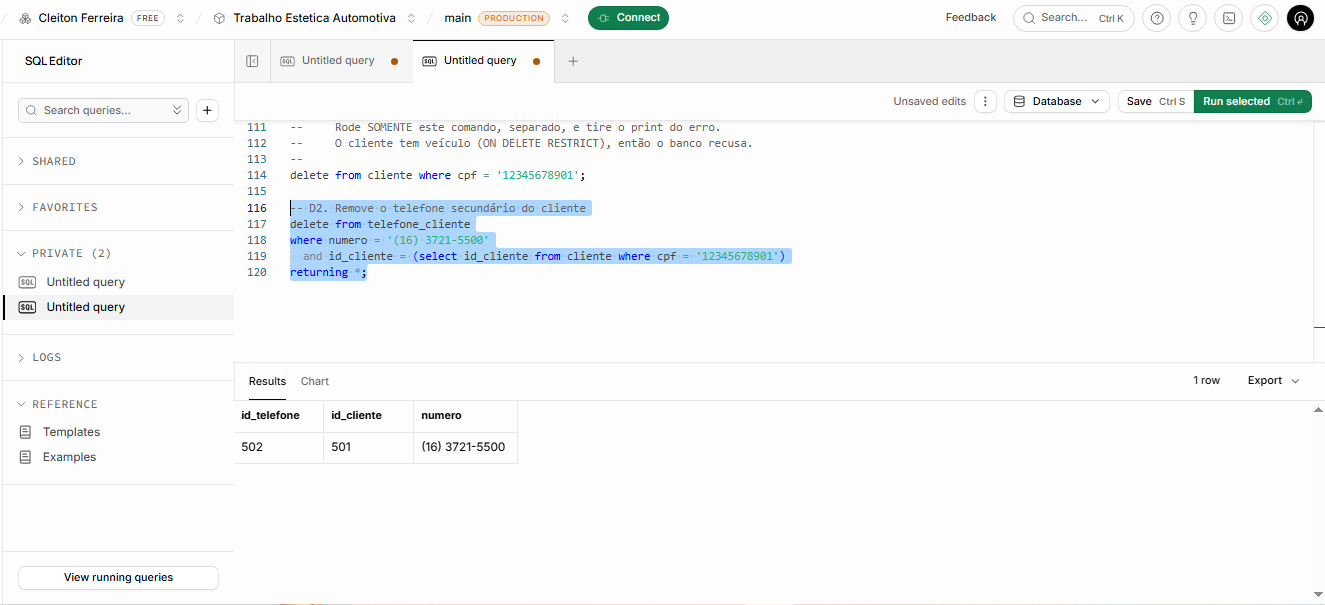 Cleiton Ferreira FREE / Trabalho Estetica Automotiva / main PRODUCTION Connect Feedback Search... Ctrl K
SQL Editor
Untitled query
Untitled query
Search queries...
Unsaved edits Database Save Ctrl S Run selected Ctrl ↵
SHARED
FAVORITES
PRIVATE (2)
Untitled query
Untitled query
LOGS
REFERENCE
Templates
Examples
View running queries
111 -- Rode SOMENTE este comando, separado, e tire o print do erro.
112 -- O cliente tem veículo (ON DELETE RESTRICT), então o banco recusa.
113 --
114 delete from cliente where cpf = '12345678901';
115
116 -- D2. Remove o telefone secundário do cliente
117 delete from telefone_cliente
118 where numero = '(16) 3721-5500'
119 and id_cliente = (select id_cliente from cliente where cpf = '12345678901')
120 returning *;
Results Chart 1 row Export
id_telefone id_cliente numero
502 501 (16) 3721-5500